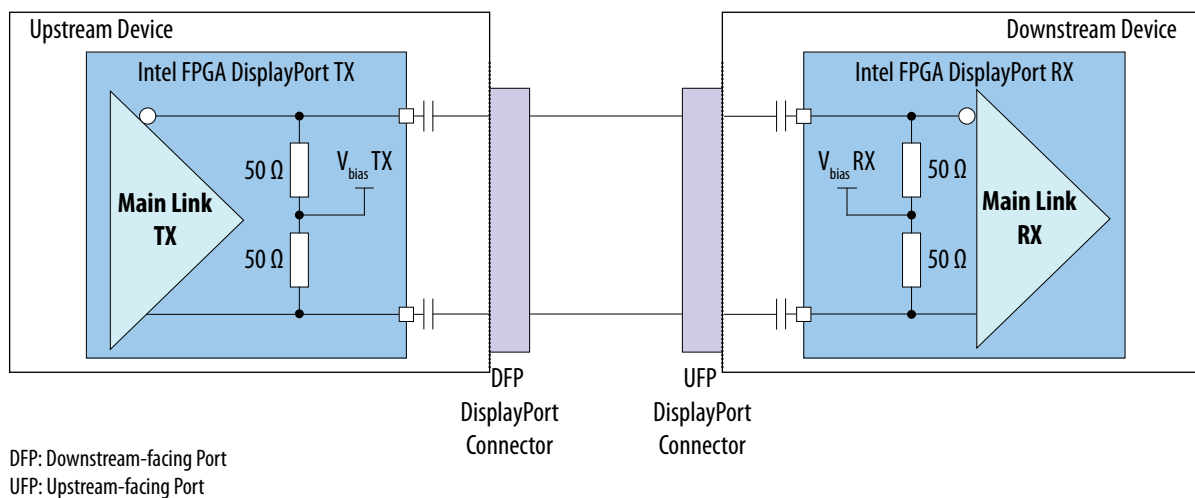 Upstream Device
Downstream Device
Intel FPGA DisplayPort TX
Intel FPGA DisplayPort RX
50 Ω
Vbias TX
Vbias RX
50 Ω
Main Link
TX
Main Link
RX
50 Ω
50 Ω
DFP
DisplayPort
Connector
UFP
DisplayPort
Connector
DFP: Downstream-facing Port
UFP: Upstream-facing Port